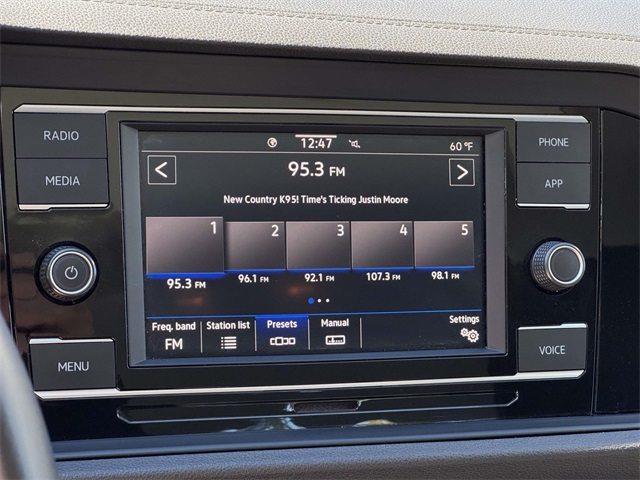 12:47 60 °F
RADIO
PHONE
95.3 FM
MEDIA
APP
New Country K95! Time's Ticking Justin Moore
1 2 3 4 5
95.3 FM 96.1 FM 92.1 FM 107.3 FM 98.1 FM
Freq. band Station list Presets Manual Settings
FM
MENU
VOICE